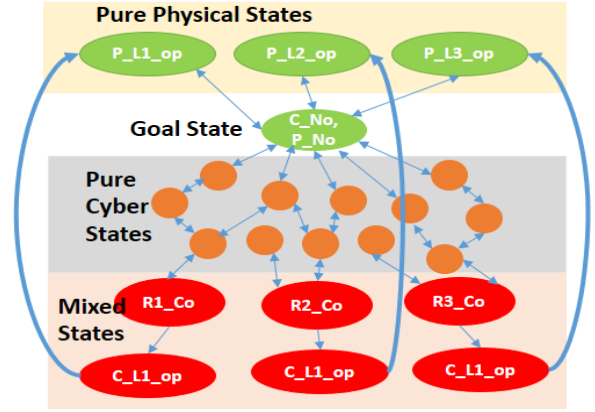 Pure Physical States
P_L1_op
P_L2_op
P_L3_op
Goal State
C_No,
P_No
Pure
Cyber
States
Mixed
States
R1_Co
R2_Co
R3_Co
C_L1_op
C_L1_op
C_L1_op